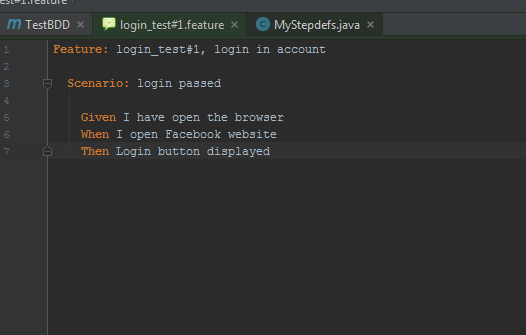 est#1.feature
TestBDD
login_test#1.feature
MyStepdefs.java
1 Feature: login_test#1, login in account
2
3 Scenario: login passed
4
5 Given I have open the browser
6 When I open Facebook website
7 Then Login button displayed